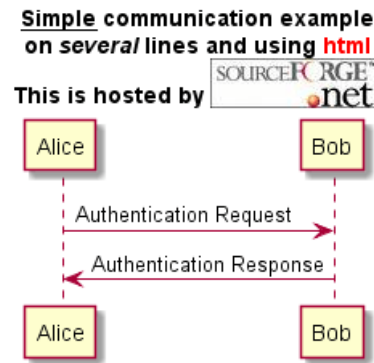 Simple communication example
on several lines and using html
This is hosted by SOURCEFORGE™ .net
Alice Bob
Authentication Request
Authentication Response
Alice Bob